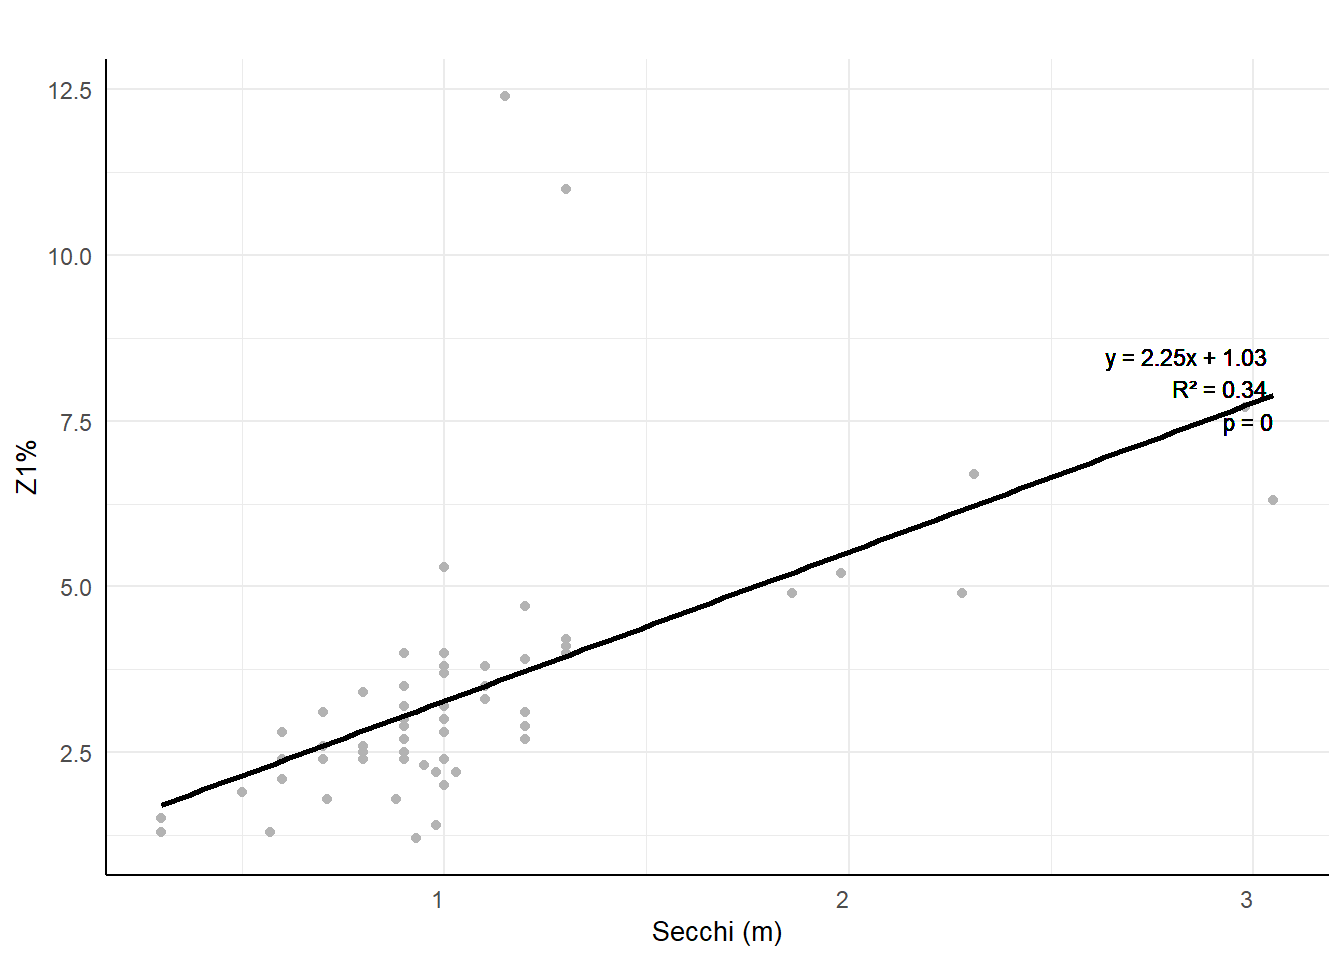 12.5
10.0
7.5
5.0
2.5
Z1%
y = 2.25x + 1.03
R² = 0.34
p = 0
1
2
3
Secchi (m)